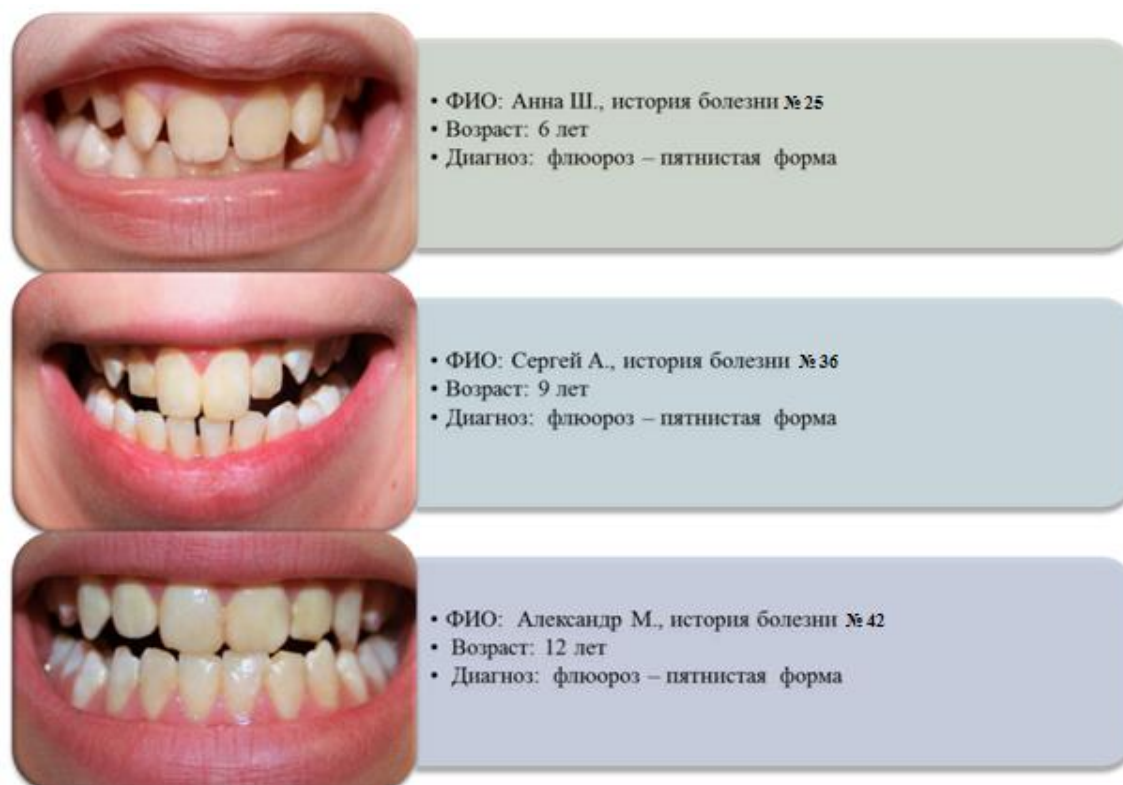 • ФИО: Анна Ш., история болезни № 25
• Возраст: 6 лет
• Диагноз: флюороз – пятнистая форма
• ФИО: Сергей А., история болезни № 36
• Возраст: 9 лет
• Диагноз: флюороз – пятнистая форма
• ФИО: Александр М., история болезни № 42
• Возраст: 12 лет
• Диагноз: флюороз – пятнистая форма